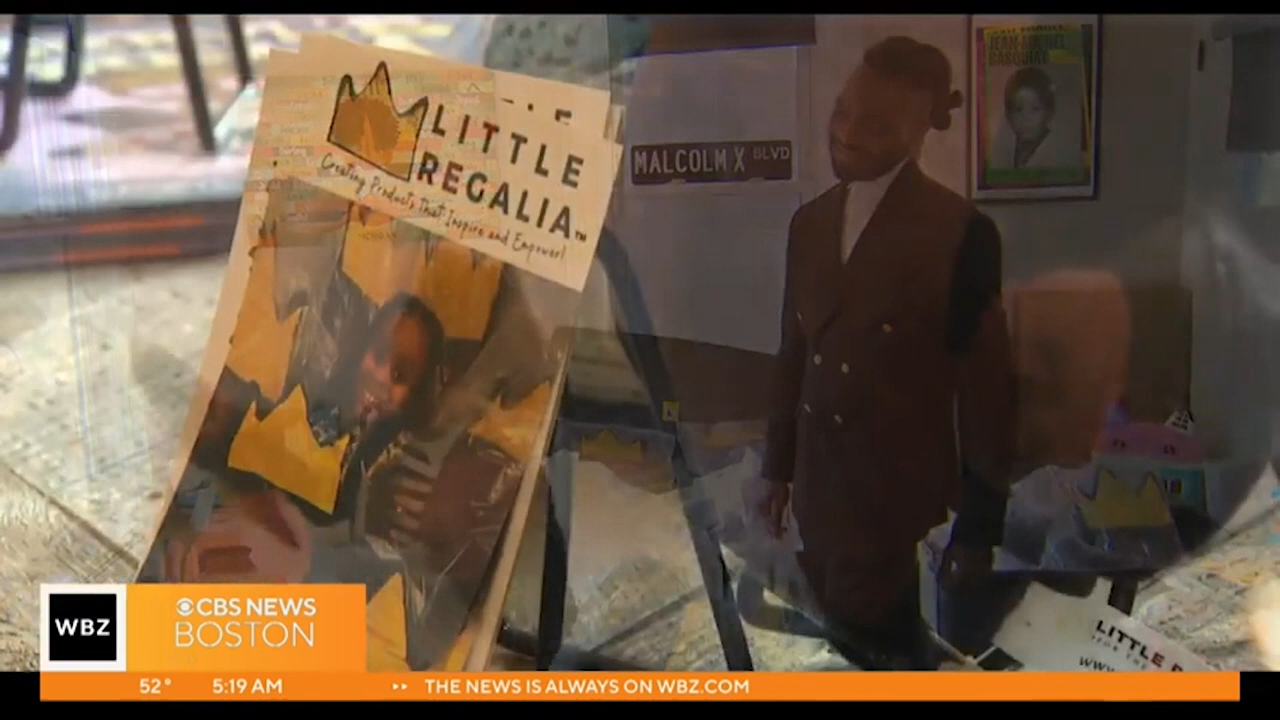 LITTLE
REGALIA™
Creating Products That Inspire and Empower!
MALCOLM X BLVD
JEAN-MICHEL
BASQUIAT
LITTLE R
www.
WBZ
CBS NEWS
BOSTON
52° 5:19 AM THE NEWS IS ALWAYS ON WBZ.COM